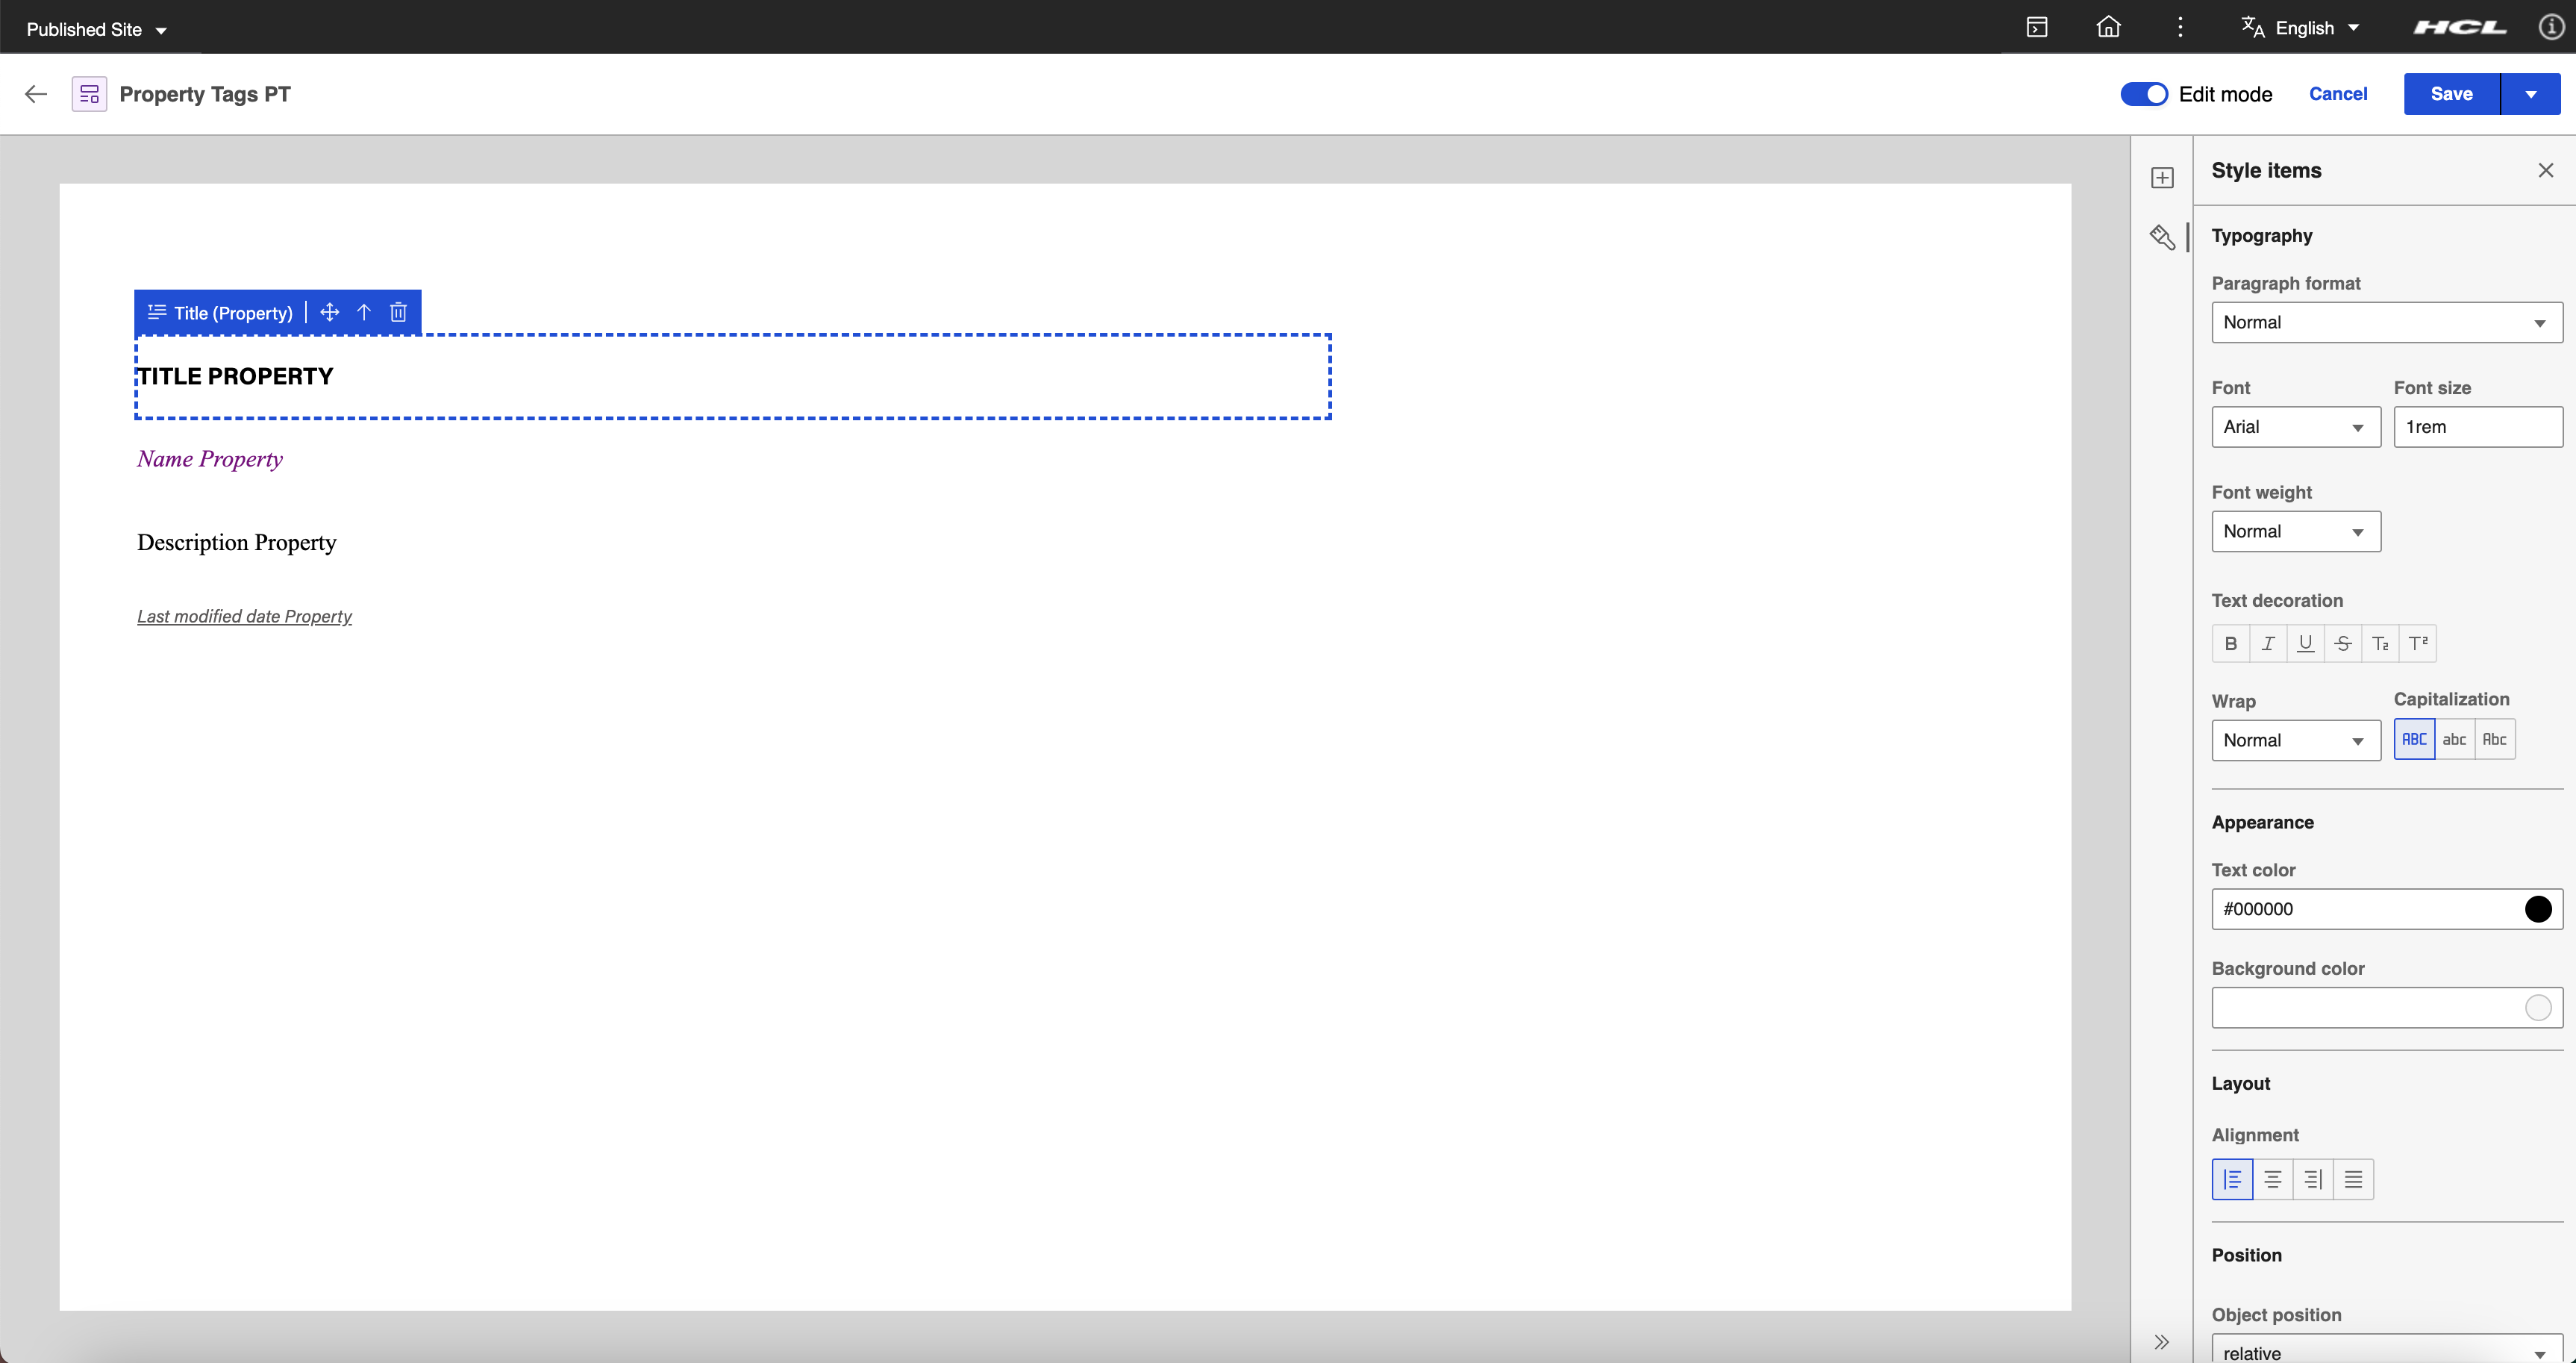 Published Site
English
HCL
Property Tags PT
Edit mode
Cancel
Save
Title (Property)
TITLE PROPERTY
Name Property
Description Property
Last modified date Property
Style items
Typography
Paragraph format
Normal
Font
Font size
Arial
1rem
Font weight
Normal
Text decoration
B I U S T₂ T²
Wrap
Capitalization
Normal
ABC abc Abc
Appearance
Text color
#000000
Background color
Layout
Alignment
Position
Object position
relative